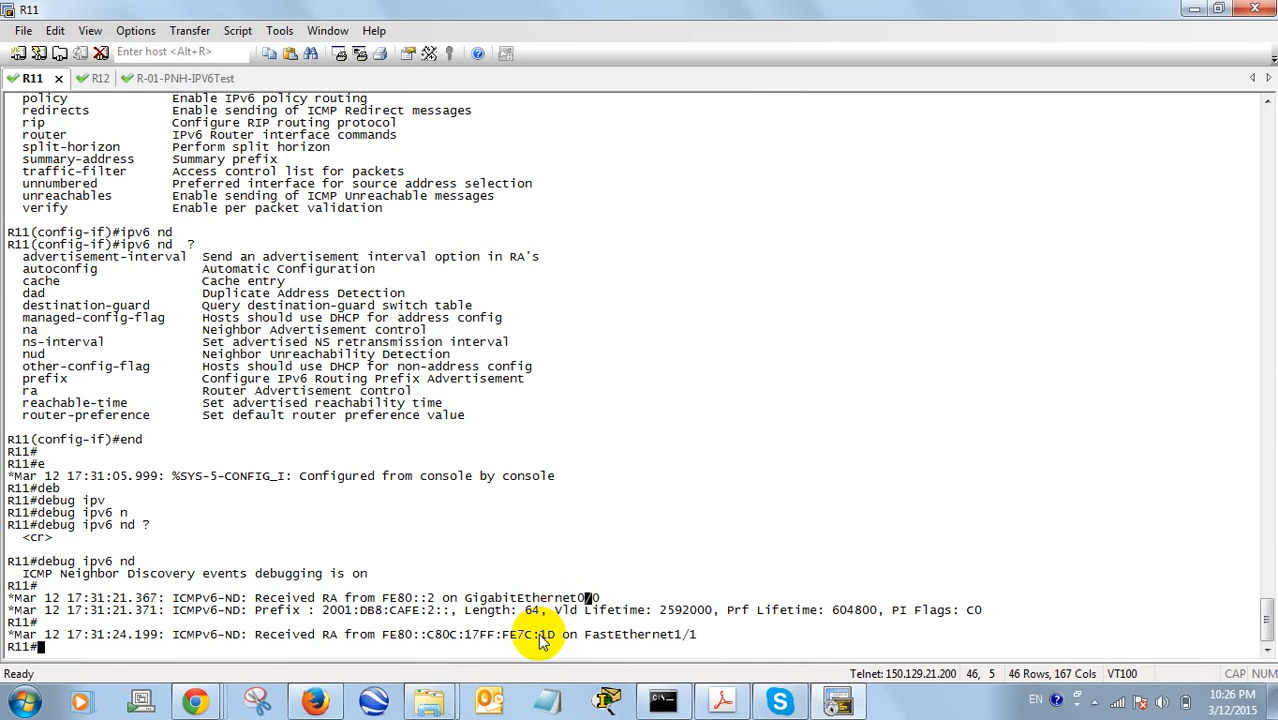 R11
File Edit View Options Transfer Script Tools Window Help
Enter host <Alt+R>
R11 R12 R-01-PNH-IPV6Test
policy Enable IPv6 policy routing
redirects Enable sending of ICMP Redirect messages
rip Configure RIP routing protocol
router IPv6 Router interface commands
split-horizon Perform split horizon
summary-address Summary prefix
traffic-filter Access control list for packets
unnumbered Preferred interface for source address selection
unreachables Enable sending of ICMP Unreachable messages
verify Enable per packet validation
R11(config-if)#ipv6 nd
R11(config-if)#ipv6 nd ?
advertisement-interval Send an advertisement interval option in RA's
autoconfig Automatic Configuration
cache Cache entry
dad Duplicate Address Detection
destination-guard Query destination-guard switch table
managed-config-flag Hosts should use DHCP for address config
na Neighbor Advertisement control
ns-interval Set advertised NS retransmission interval
nud Neighbor Unreachability Detection
other-config-flag Hosts should use DHCP for non-address config
prefix Configure IPv6 Routing Prefix Advertisement
ra Router Advertisement control
reachable-time Set advertised reachability time
router-preference Set default router preference value
R11(config-if)#end
R11#
R11#e
*Mar 12 17:31:05.999: %SYS-5-CONFIG_I: Configured from console by console
R11#deb
R11#debug ipv
R11#debug ipv6 n
R11#debug ipv6 nd ?
<cr>
R11#debug ipv6 nd
ICMP Neighbor Discovery events debugging is on
R11#
*Mar 12 17:31:21.367: ICMPv6-ND: Received RA from FE80::2 on GigabitEthernet0/0
*Mar 12 17:31:21.371: ICMPv6-ND: Prefix : 2001:DB8:CAFE:2::, Length: 64, Vld Lifetime: 2592000, Prf Lifetime: 604800, PI Flags: C0
R11#
*Mar 12 17:31:24.199: ICMPv6-ND: Received RA from FE80::C80C:17FF:FE7C:1D on FastEthernet1/1
R11#
Ready Telnet: 150.129.21.200 46, 5 46 Rows, 167 Cols VT100 CAP NUM
EN 10:26 PM
3/12/2015